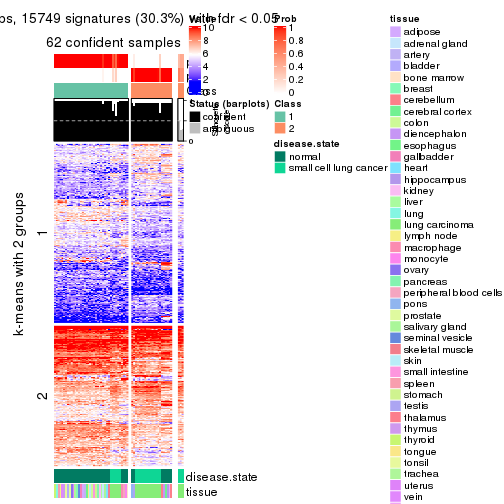 ps, 15749 signatures (30.3%) with fdr < 0.05
62 confident samples
Value
10
8
6
4
2
0
Prob
1
0.8
0.6
0.4
0.2
0
Status (barplots)
confident
ambiguous
Class
1
2
disease.state
normal
small cell lung cancer
tissue
adipose
adrenal gland
artery
bladder
bone marrow
breast
cerebellum
cerebral cortex
colon
diencephalon
esophagus
gallbadder
heart
hippocampus
kidney
liver
lung
lung carcinoma
lymph node
macrophage
monocyte
ovary
pancreas
peripheral blood cells
pons
prostate
salivary gland
seminal vesicle
skeletal muscle
skin
small intestine
spleen
stomach
testis
thalamus
thymus
thyroid
tongue
tonsil
trachea
uterus
vein
k-means with 2 groups
1
2
disease.state
tissue